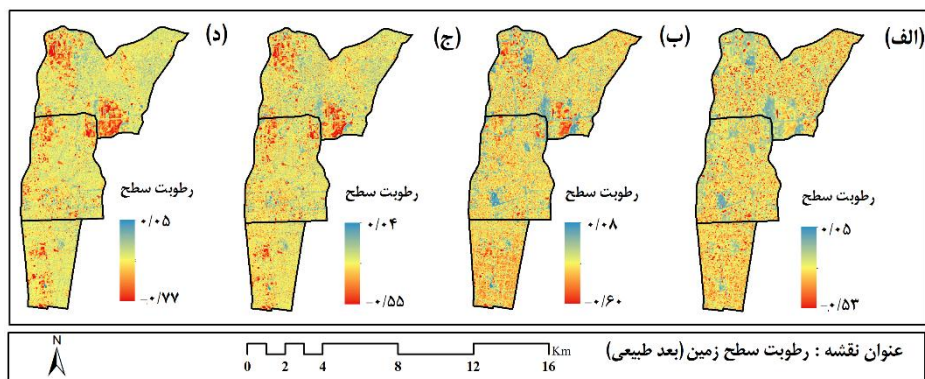 (الف)
(ب)
(ج)
(د)
رطوبت سطح
۰/۰۵
−۰/۵۳
رطوبت سطح
۰/۰۸
−۰/۶۰
رطوبت سطح
۰/۰۴
−۰/۵۵
رطوبت سطح
۰/۰۵
−۰/۷۷
عنوان نقشه : رطوبت سطح زمین (بعد طبیعی)
Km
0 2 4 8 12 16
N